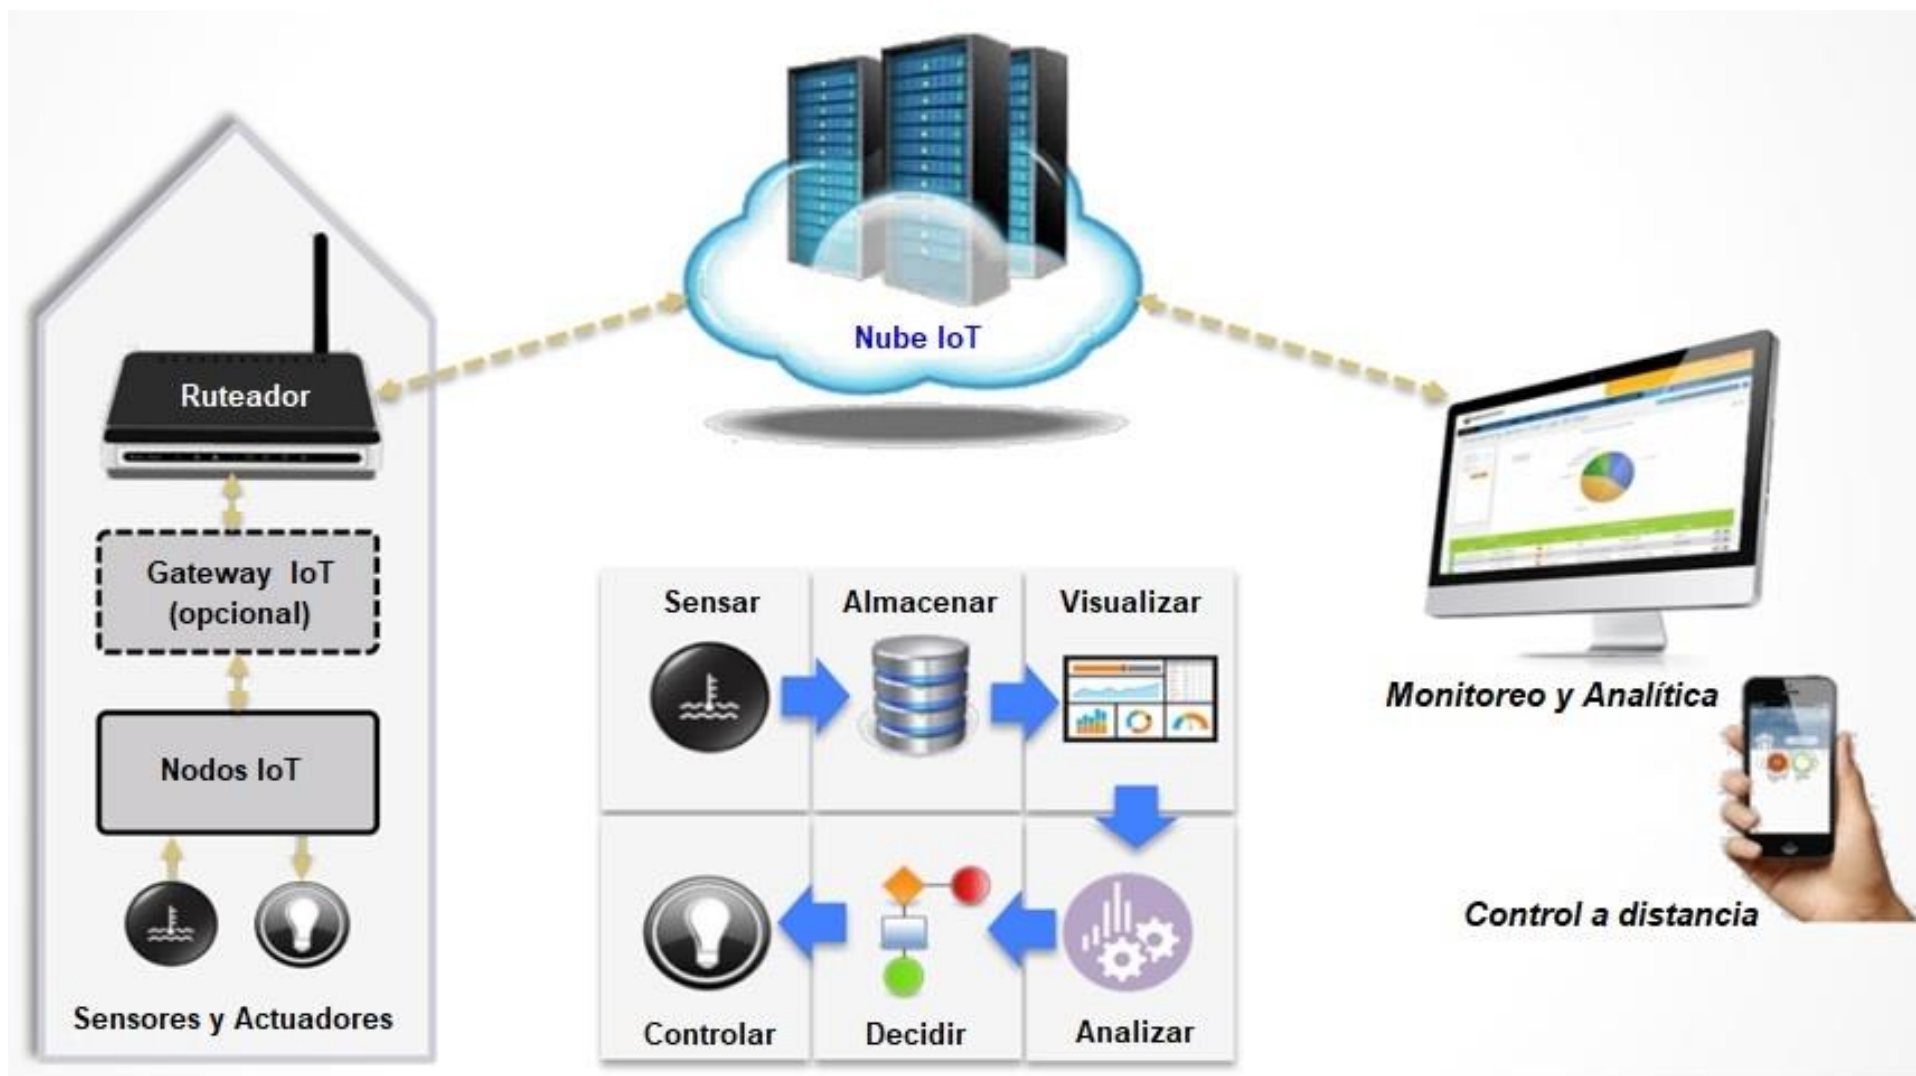 Nube IoT
Ruteador
Gateway IoT
(opcional)
Nodos IoT
Sensores y Actuadores
Sensar
Almacenar
Visualizar
Controlar
Decidir
Analizar
Monitoreo y Analítica
Control a distancia